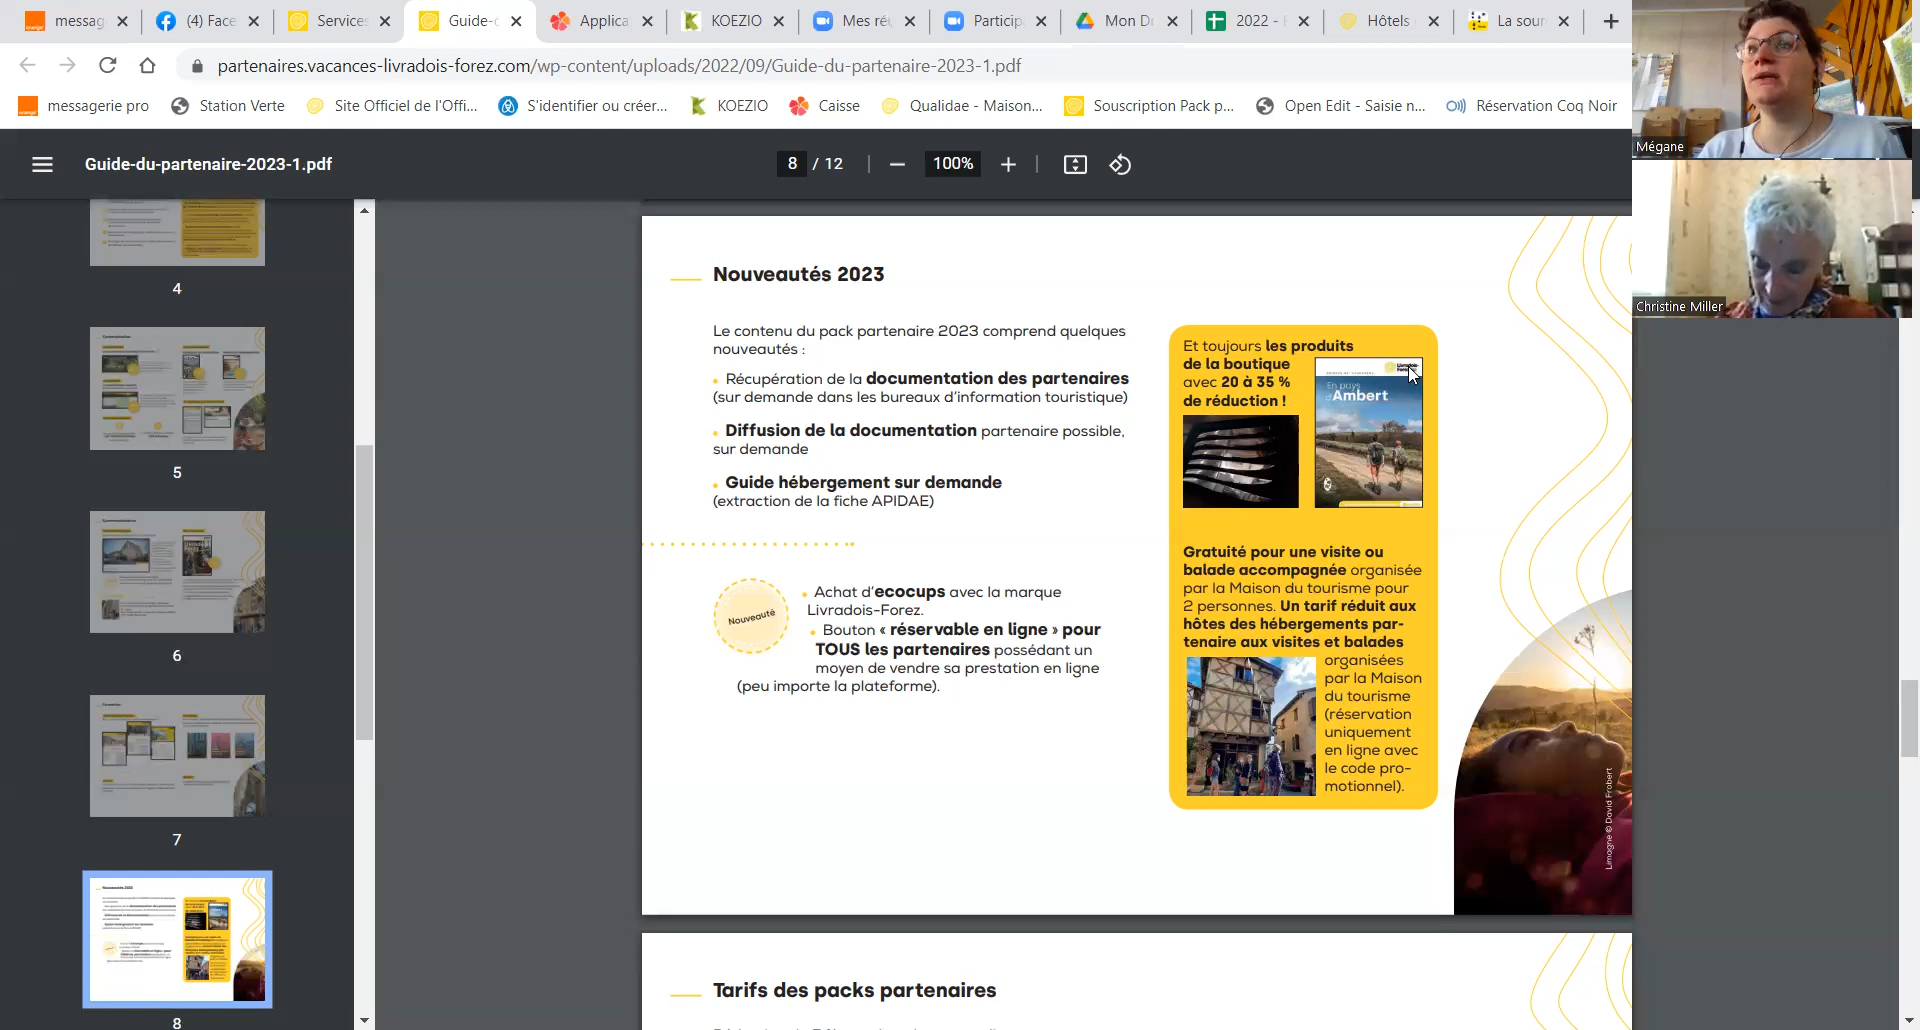 messag
(4) Face
Services
Guide-d
Applica
KOEZIO
Mes réu
Particip
Mon Dr
2022 - F
Hôtels
La sour
partenaires.vacances-livradois-forez.com/wp-content/uploads/2022/09/Guide-du-partenaire-2023-1.pdf
messagerie pro
Station Verte
Site Officiel de l'Offi...
S'identifier ou créer...
KOEZIO
Caisse
Qualidae - Maison...
Souscription Pack p...
Open Edit - Saisie n...
Réservation Coq Noir
Mégane
Christine Miller
Guide-du-partenaire-2023-1.pdf
8 / 12
100%
4
5
6
7
8
Nouveautés 2023
Le contenu du pack partenaire 2023 comprend quelques
nouveautés :
• Récupération de la documentation des partenaires
(sur demande dans les bureaux d'information touristique)
• Diffusion de la documentation partenaire possible,
sur demande
• Guide hébergement sur demande
(extraction de la fiche APIDAE)
Nouveauté
• Achat d'ecocups avec la marque
Livradois-Forez.
• Bouton « réservable en ligne » pour
TOUS les partenaires possédant un
moyen de vendre sa prestation en ligne
(peu importe la plateforme).
Et toujours les produits
de la boutique
avec 20 à 35 %
de réduction !
En pays
d'Ambert
Gratuité pour une visite ou
balade accompagnée organisée
par la Maison du tourisme pour
2 personnes. Un tarif réduit aux
hôtes des hébergements par-
tenaire aux visites et balades
organisées
par la Maison
du tourisme
(réservation
uniquement
en ligne avec
le code pro-
motionnel).
Limagne © David Frobert
Tarifs des packs partenaires